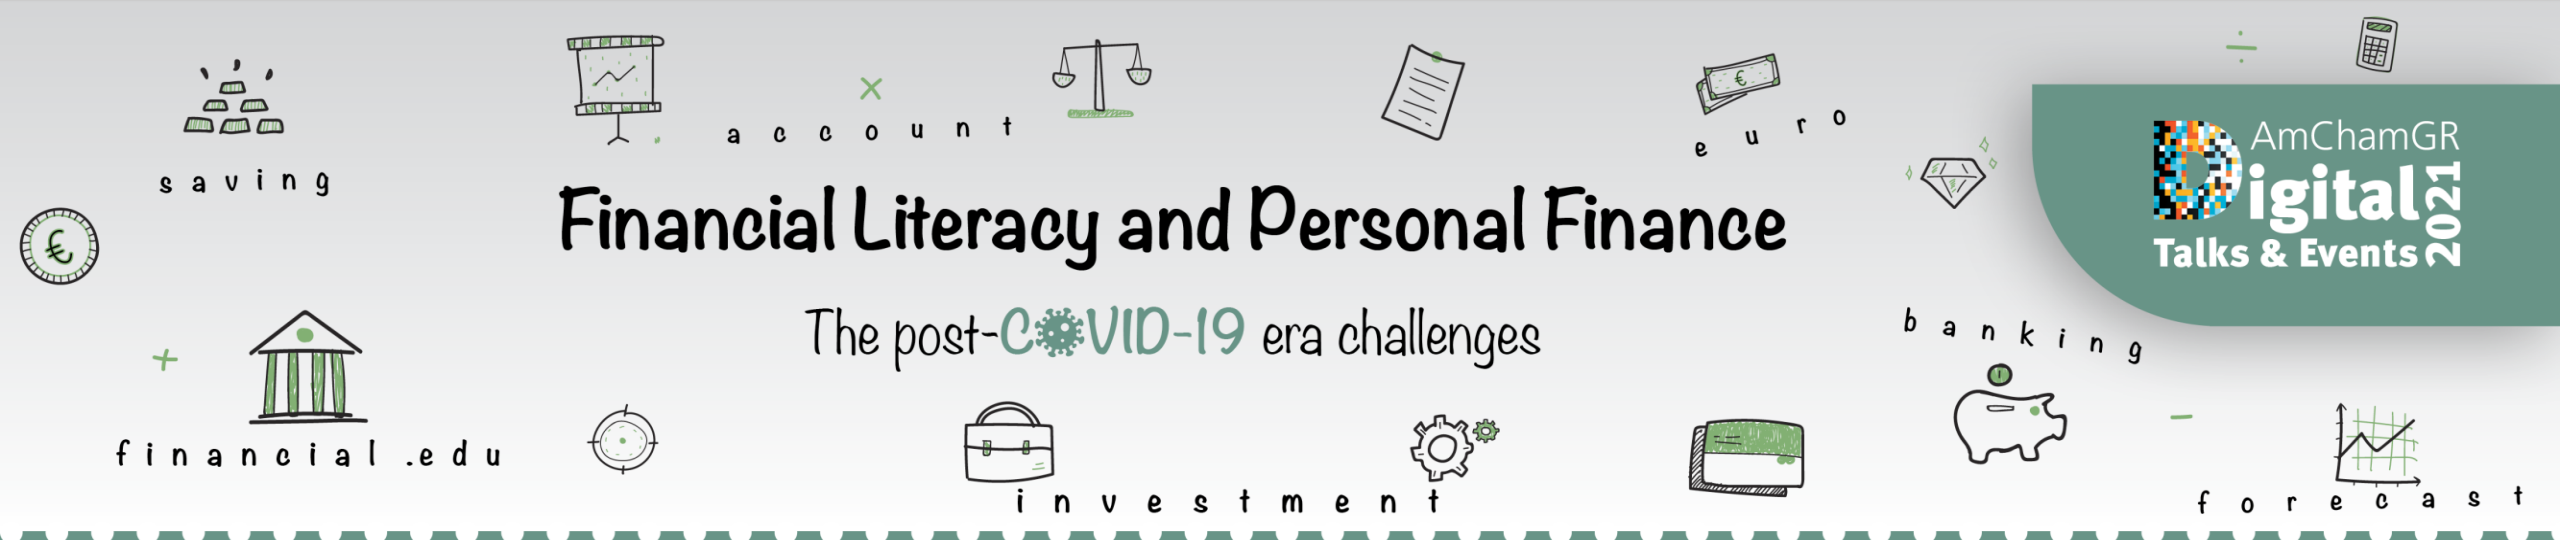 AmChamGR
Digital
Talks & Events
2021
account
euro
saving
Financial Literacy and Personal Finance
The post-COVID-19 era challenges
banking
financial.edu
investment
forecast
€
€